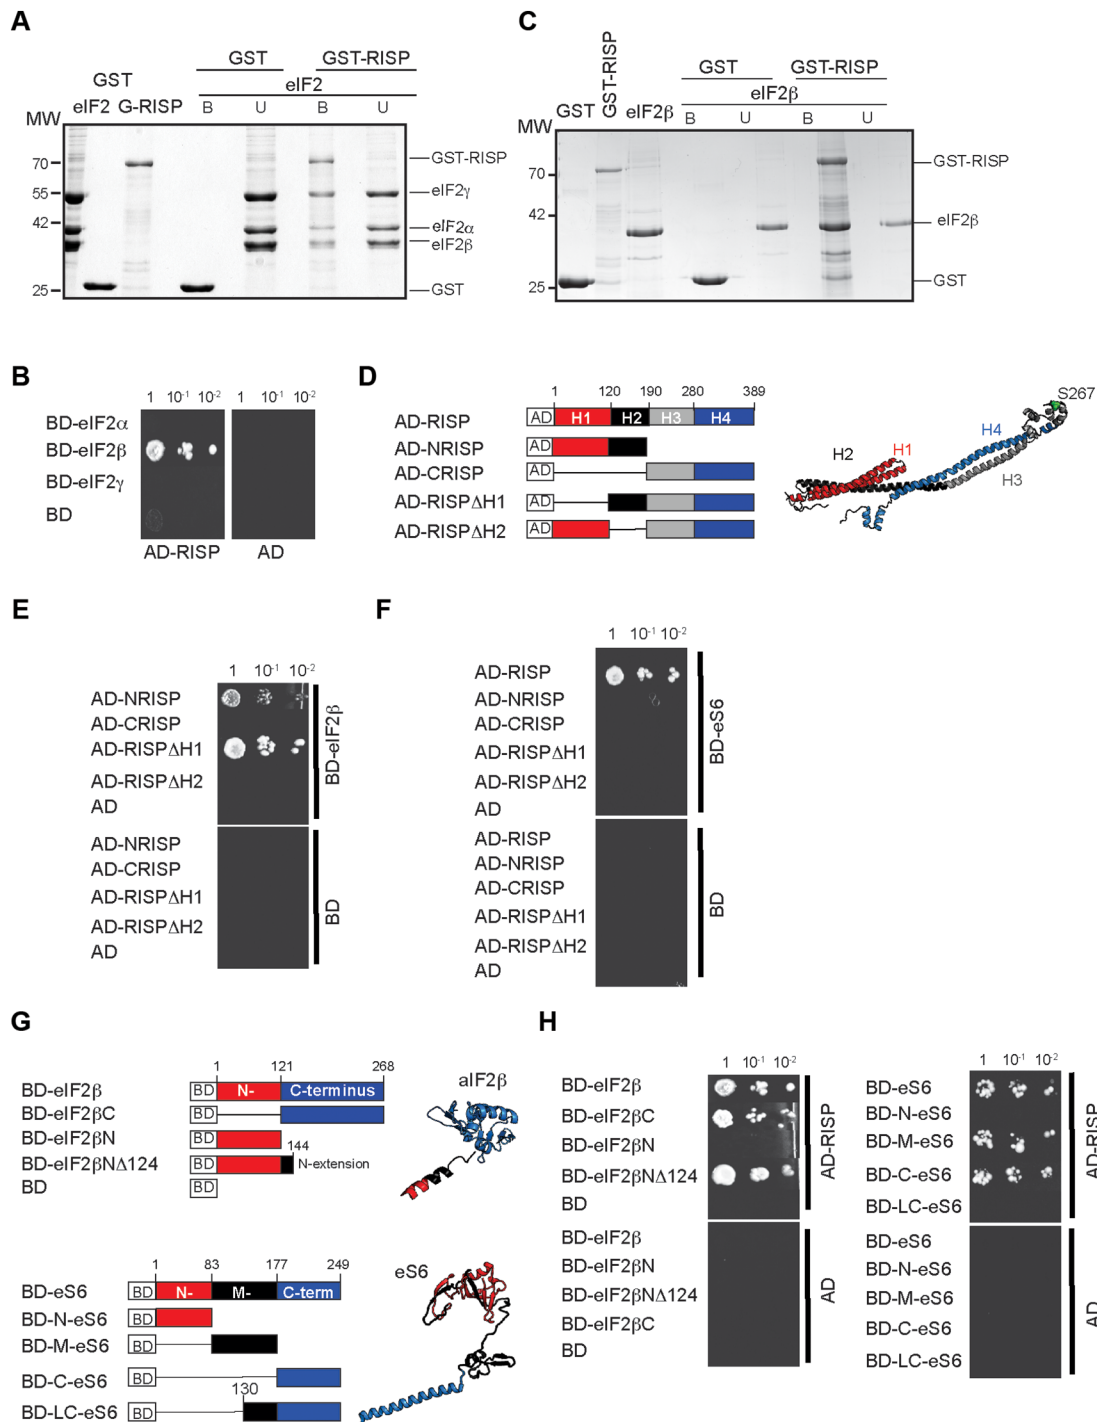 A
GST GST-RISP
GST eIF2
eIF2 G-RISP B U B U
MW
70
55
42
25
GST-RISP
eIF2γ
eIF2α
eIF2β
GST
C
GST GST-RISP
GST GST-RISP eIF2β eIF2β
B U B U
MW
70
42
25
GST-RISP
eIF2β
GST
B
1 10-1 10-2 1 10-1 10-2
BD-eIF2α
BD-eIF2β
BD-eIF2γ
BD
AD-RISP AD
D
1 120 190 280 389
AD-RISP AD H1 H2 H3 H4
AD-NRISP AD
AD-CRISP AD
AD-RISPΔH1 AD
AD-RISPΔH2 AD
S267
H4
H2 H1
H3
E
1 10-1 10-2
AD-NRISP
AD-CRISP
AD-RISPΔH1
AD-RISPΔH2
AD
BD-eIF2β
AD-NRISP
AD-CRISP
AD-RISPΔH1
AD-RISPΔH2
AD
BD
F
1 10-1 10-2
AD-RISP
AD-NRISP
AD-CRISP
AD-RISPΔH1
AD-RISPΔH2
AD
BD-eS6
AD-RISP
AD-NRISP
AD-CRISP
AD-RISPΔH1
AD-RISPΔH2
AD
BD
G
1 121 268
BD-eIF2β BD N- C-terminus
BD-eIF2βC BD
BD-eIF2βN BD
144
BD-eIF2βNΔ124 BD N-extension
BD BD
aIF2β
1 83 177 249
BD-eS6 BD N- M- C-term
BD-N-eS6 BD
BD-M-eS6 BD
BD-C-eS6 BD
130
BD-LC-eS6 BD
eS6
H
1 10-1 10-2
BD-eIF2β
BD-eIF2βC
BD-eIF2βN
BD-eIF2βNΔ124
BD
AD-RISP
BD-eIF2β
BD-eIF2βN
BD-eIF2βNΔ124
BD-eIF2βC
BD
AD
1 10-1 10-2
BD-eS6
BD-N-eS6
BD-M-eS6
BD-C-eS6
BD-LC-eS6
AD-RISP
BD-eS6
BD-N-eS6
BD-M-eS6
BD-C-eS6
BD-LC-eS6
AD